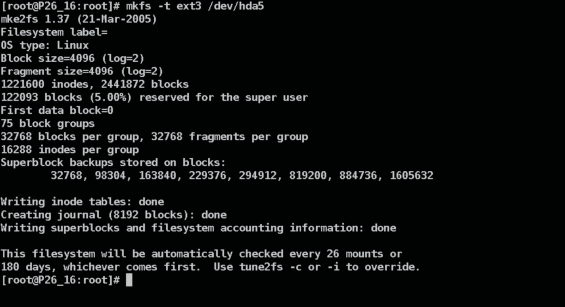 [root@P26_16:root]# mkfs -t ext3 /dev/hda5
mke2fs 1.37 (21-Mar-2005)
Filesystem label=
OS type: Linux
Block size=4096 (log=2)
Fragment size=4096 (log=2)
1221600 inodes, 2441872 blocks
122093 blocks (5.00%) reserved for the super user
First data block=0
75 block groups
32768 blocks per group, 32768 fragments per group
16288 inodes per group
Superblock backups stored on blocks:
32768, 98304, 163840, 229376, 294912, 819200, 884736, 1605632
Writing inode tables: done
Creating journal (8192 blocks): done
Writing superblocks and filesystem accounting information: done
This filesystem will be automatically checked every 26 mounts or
180 days, whichever comes first.  Use tune2fs -c or -i to override.
[root@P26_16:root]#